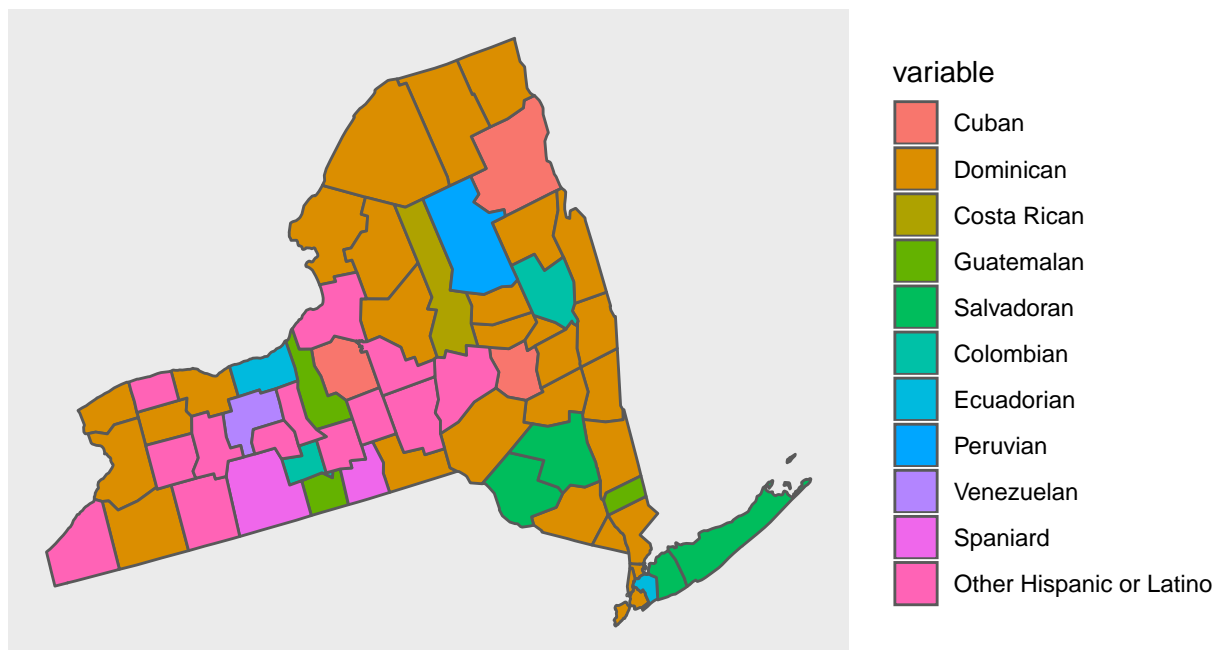 variable
Cuban
Dominican
Costa Rican
Guatemalan
Salvadoran
Colombian
Ecuadorian
Peruvian
Venezuelan
Spaniard
Other Hispanic or Latino